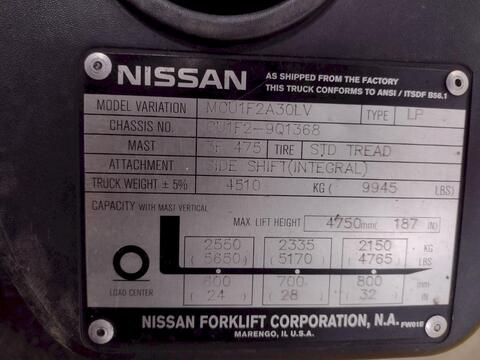 NISSAN
AS SHIPPED FROM THE FACTORY
THIS TRUCK CONFORMS TO ANSI / ITSDF B56.1
MODEL VARIATION MCU1F2A30LV TYPE LP
CHASSIS NO. CU1F2-9Q1368
MAST 3F 475 TIRE STD TREAD
ATTACHMENT SIDE SHIFT(INTEGRAL)
TRUCK WEIGHT ± 5% 4510 KG ( 9945 LBS)
CAPACITY WITH MAST VERTICAL
MAX LIFT HEIGHT 4750mm( 187 IN)
2550 2335 2150 KG
(5650) (5170) (4765) LBS
600 700 800 mm
(24) (28) (32) IN
LOAD CENTER
NISSAN FORKLIFT CORPORATION, N.A. FW01B
MARENGO, IL U.S.A.